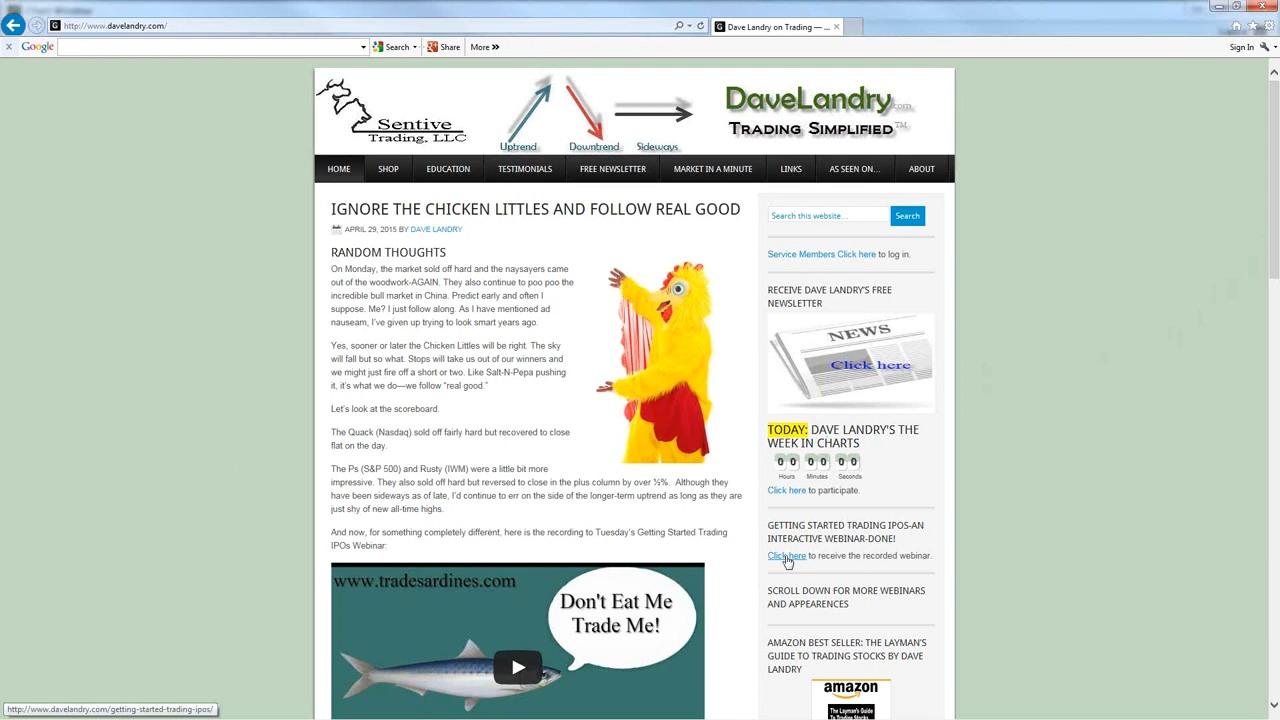 http://www.davelandry.com/
Dave Landry on Trading — ...
Google
Search
Share
More »
Sign In
Sentive
Trading, LLC
Uptrend
Downtrend
Sideways
DaveLandry.com
Trading Simplified™
HOME
SHOP
EDUCATION
TESTIMONIALS
FREE NEWSLETTER
MARKET IN A MINUTE
LINKS
AS SEEN ON...
ABOUT
IGNORE THE CHICKEN LITTLES AND FOLLOW REAL GOOD
APRIL 29, 2015 BY DAVE LANDRY
RANDOM THOUGHTS
On Monday, the market sold off hard and the naysayers came
out of the woodwork-AGAIN. They also continue to poo poo the
incredible bull market in China. Predict early and often I
suppose. Me? I just follow along. As I have mentioned ad
nauseam, I've given up trying to look smart years ago.
Yes, sooner or later the Chicken Littles will be right. The sky
will fall but so what. Stops will take us out of our winners and
we might just fire off a short or two. Like Salt-N-Pepa pushing
it, it's what we do—we follow "real good."
Let's look at the scoreboard.
The Quack (Nasdaq) sold off fairly hard but recovered to close
flat on the day.
The Ps (S&P 500) and Rusty (IWM) were a little bit more
impressive. They also sold off hard but reversed to close in the plus column by over ½%. Although they
have been sideways as of late, I'd continue to err on the side of the longer-term uptrend as long as they are
just shy of new all-time highs.
And now, for something completely different, here is the recording to Tuesday's Getting Started Trading
IPOs Webinar:
www.tradesardines.com
Don't Eat Me
Trade Me!
Search this website...
Search
Service Members Click here to log in.
RECEIVE DAVE LANDRY'S FREE
NEWSLETTER
NEWS
Click here
TODAY: DAVE LANDRY'S THE
WEEK IN CHARTS
0 0 0 0 0 0
Hours Minutes Seconds
Click here to participate.
GETTING STARTED TRADING IPOS-AN
INTERACTIVE WEBINAR-DONE!
Click here to receive the recorded webinar.
SCROLL DOWN FOR MORE WEBINARS
AND APPEARENCES
AMAZON BEST SELLER: THE LAYMAN'S
GUIDE TO TRADING STOCKS BY DAVE
LANDRY
amazon
The Layman's Guide
http://www.davelandry.com/getting-started-trading-ipos/